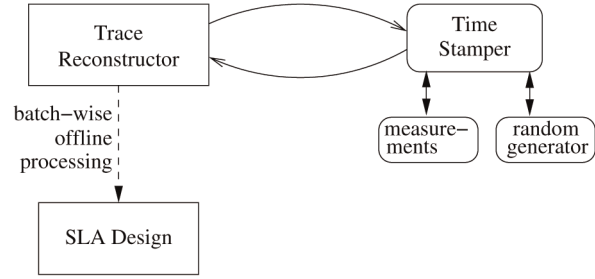 Trace
Reconstructor
Time
Stamper
batch−wise
offline
processing
measure−
ments
random
generator
SLA Design